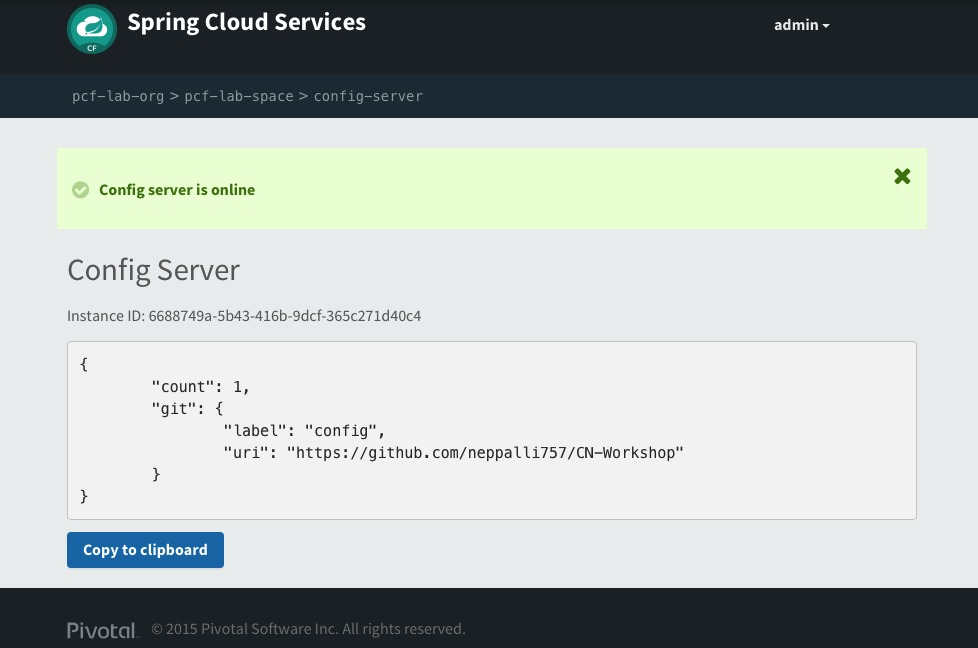 Spring Cloud Services
admin
CF
pcf-lab-org > pcf-lab-space > config-server
Config server is online
Config Server
Instance ID: 6688749a-5b43-416b-9dcf-365c271d40c4
{
        "count": 1,
        "git": {
                "label": "config",
                "uri": "https://github.com/neppalli757/CN-Workshop"
        }
}
Copy to clipboard
Pivotal. © 2015 Pivotal Software Inc. All rights reserved.